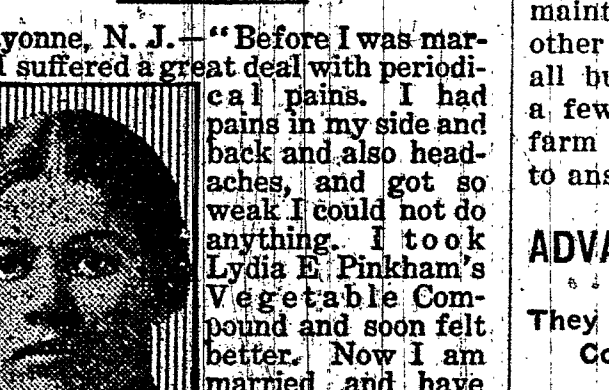 yonne, N. J.—"Before I was mar-
I suffered a great deal with periodi-
cal pains. I had
pains in my side and
back and also head-
aches, and got so
weak I could not do
anything. I took
Lydia E Pinkham's
Vegetable Com-
pound and soon felt
better. Now I am
married and have
maint
other
all bu
a few
farm
to ans
ADVA
They
Co